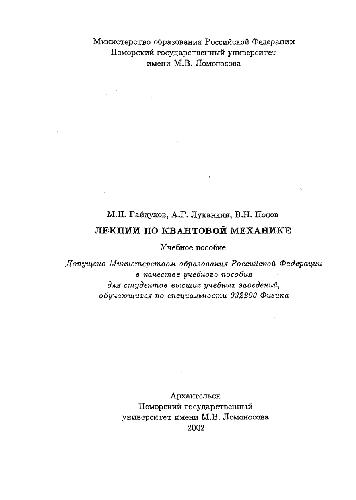 Министерство образования Российской Федерации
Поморский государственный университет
имени М.В. Ломоносова
М.Н. Гайдуков, А.Г. Луканкин, В.Н. Попов
ЛЕКЦИИ ПО КВАНТОВОЙ МЕХАНИКЕ
Учебное пособие
Допущено Министерством образования Российской Федерации
в качестве учебного пособия
для студентов высших учебных заведений,
обучающихся по специальности 032200 Физика
Архангельск
Поморский государственный
университет имени М.В. Ломоносова
2002